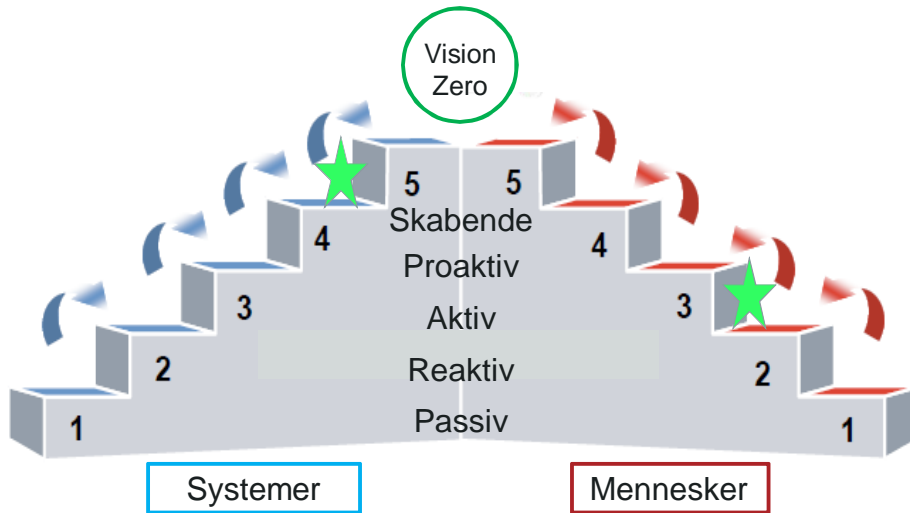 Vision
Zero
5 5
Skabende
4 4
Proaktiv
3 3
Aktiv
2 2
Reaktiv
Passiv
1 1
Systemer Mennesker